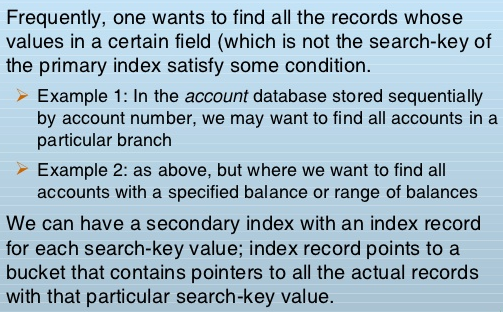 Frequently, one wants to find all the records whose
values in a certain field (which is not the search-key of
the primary index satisfy some condition.
➢ Example 1: In the account database stored sequentially
by account number, we may want to find all accounts in a
particular branch
➢ Example 2: as above, but where we want to find all
accounts with a specified balance or range of balances
We can have a secondary index with an index record
for each search-key value; index record points to a
bucket that contains pointers to all the actual records
with that particular search-key value.